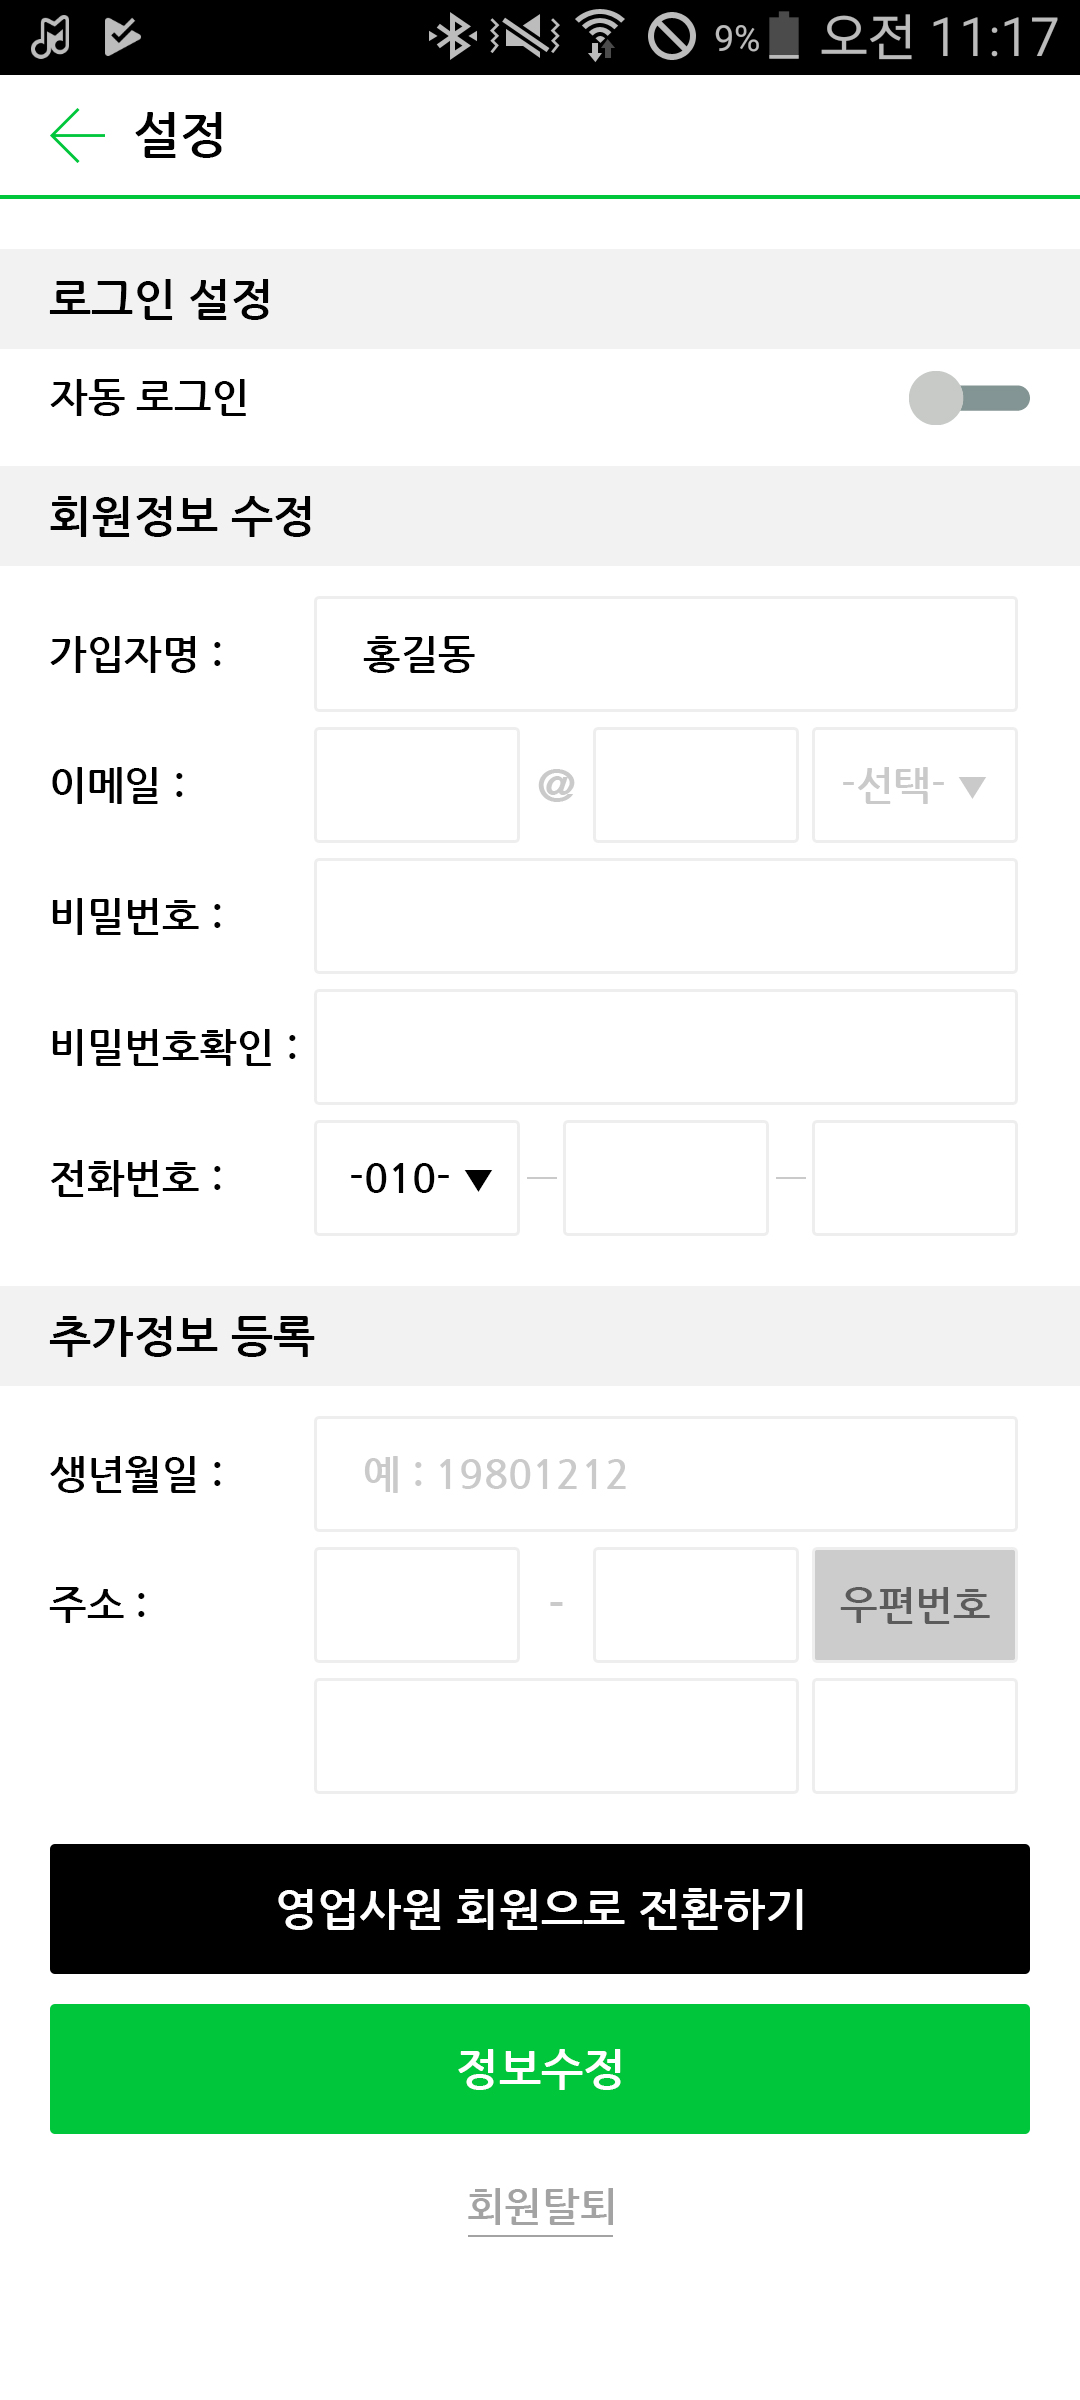 9% 오전 11:17
설정
로그인 설정
자동 로그인
회원정보 수정
가입자명 : 홍길동
이메일 : @ -선택- ▼
비밀번호 :
비밀번호확인 :
전화번호 : -010- ▼ — —
추가정보 등록
생년월일 : 예 : 19801212
주소 : - 우편번호
영업사원 회원으로 전환하기
정보수정
회원탈퇴